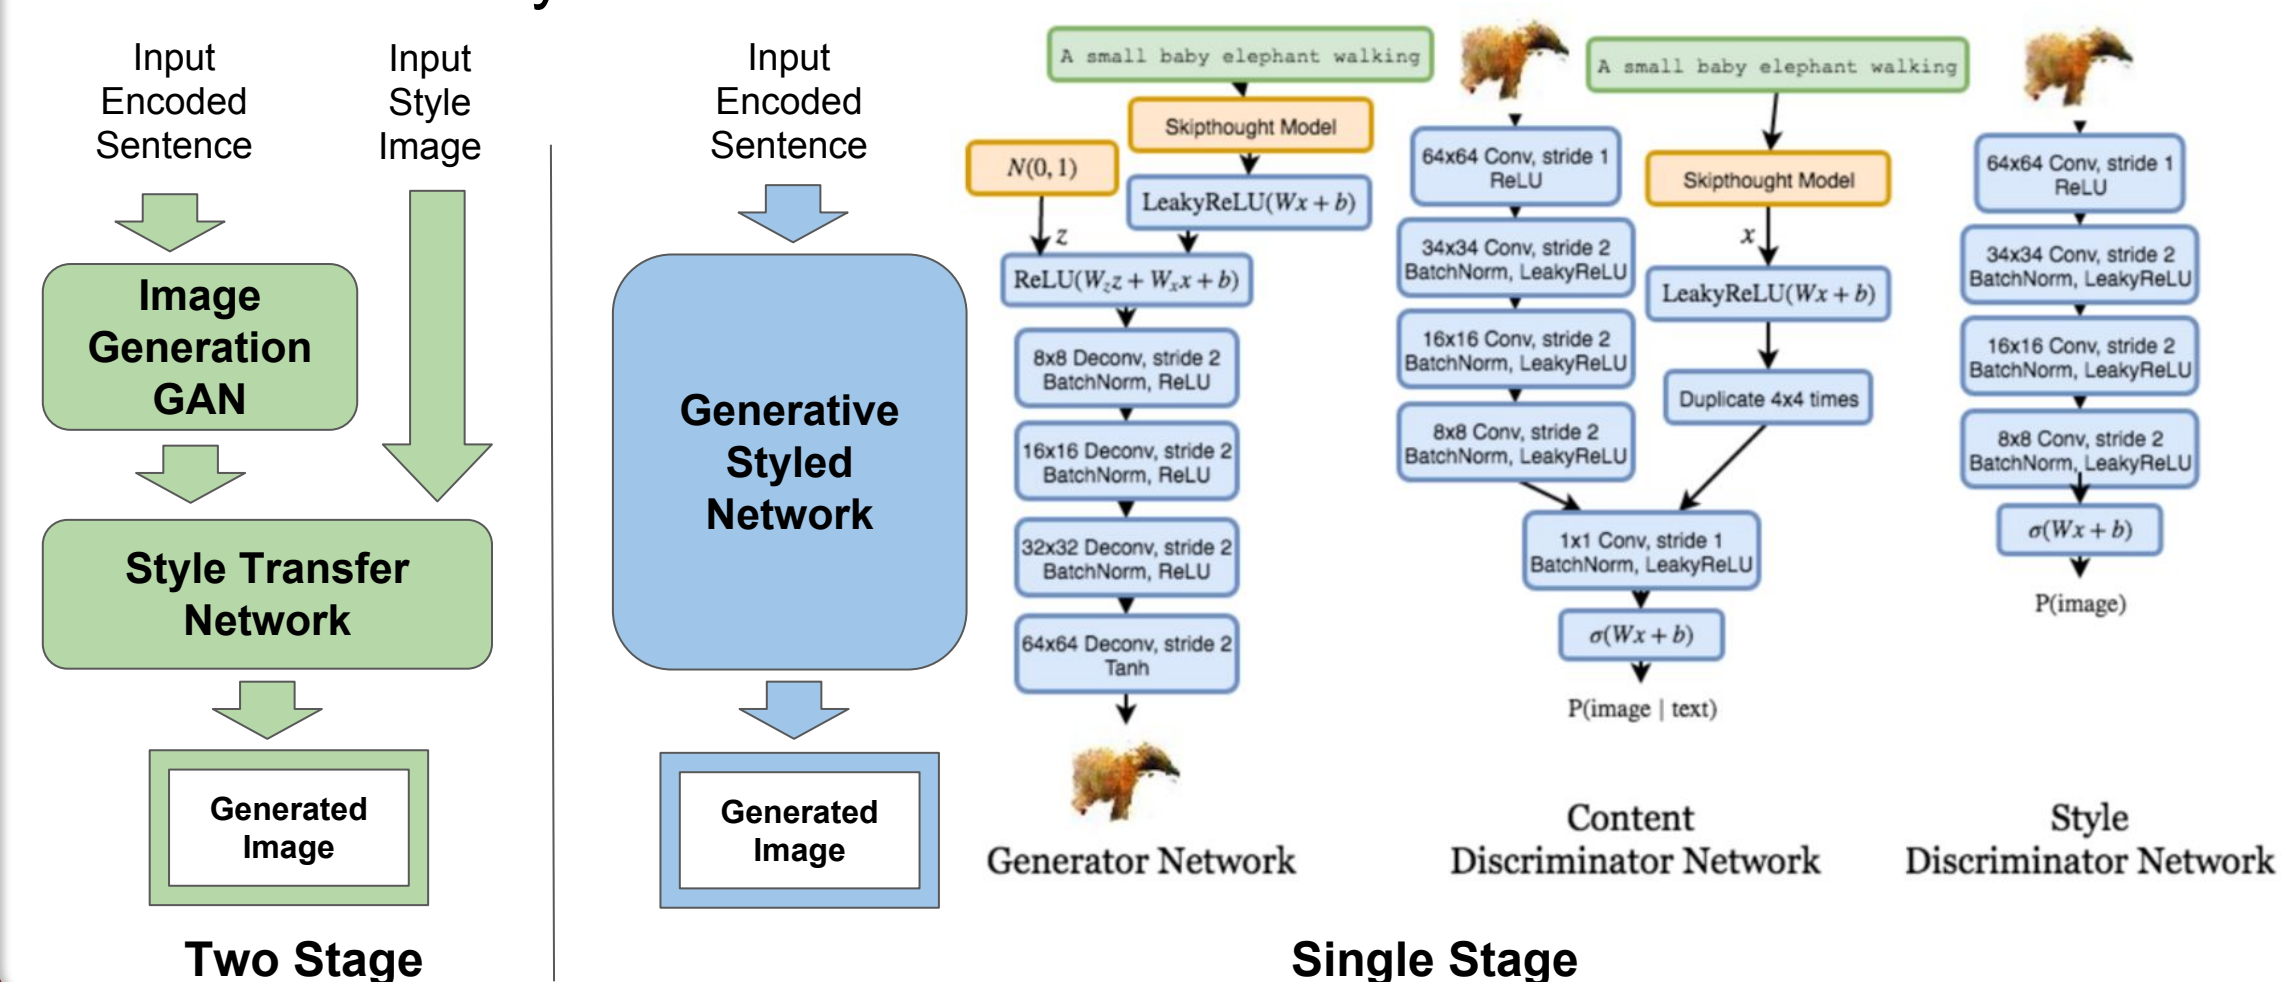 Input
Encoded
Sentence
Input
Style
Image
Image
Generation
GAN
Style Transfer
Network
Generated
Image
Two Stage
Input
Encoded
Sentence
Generative
Styled
Network
Generated
Image
A small baby elephant walking
Skipthought Model
N(0, 1)
LeakyReLU(Wx + b)
z
ReLU(W_z z + W_x x + b)
8x8 Deconv, stride 2
BatchNorm, ReLU
16x16 Deconv, stride 2
BatchNorm, ReLU
32x32 Deconv, stride 2
BatchNorm, ReLU
64x64 Deconv, stride 2
Tanh
Generator Network
A small baby elephant walking
64x64 Conv, stride 1
ReLU
Skipthought Model
34x34 Conv, stride 2
BatchNorm, LeakyReLU
x
LeakyReLU(Wx + b)
16x16 Conv, stride 2
BatchNorm, LeakyReLU
Duplicate 4x4 times
8x8 Conv, stride 2
BatchNorm, LeakyReLU
1x1 Conv, stride 1
BatchNorm, LeakyReLU
σ(Wx + b)
P(image | text)
Content
Discriminator Network
64x64 Conv, stride 1
ReLU
34x34 Conv, stride 2
BatchNorm, LeakyReLU
16x16 Conv, stride 2
BatchNorm, LeakyReLU
8x8 Conv, stride 2
BatchNorm, LeakyReLU
σ(Wx + b)
P(image)
Style
Discriminator Network
Single Stage